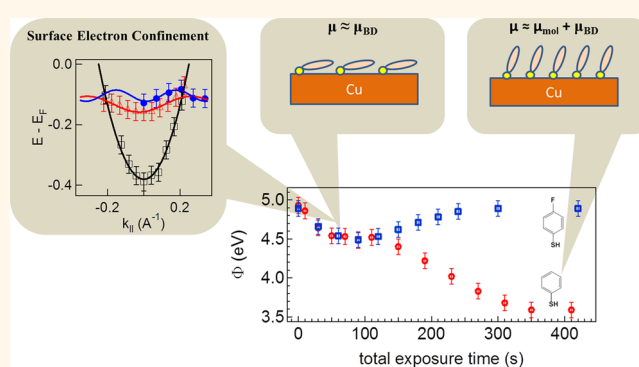 Surface Electron Confinement
0.0
-0.2
-0.4
E - E_F
-0.2
0.2
k_|| (A⁻¹)
μ ≈ μ_BD
Cu
μ ≈ μ_mol + μ_BD
Cu
5.0
4.5
4.0
3.5
Φ (eV)
0
100
200
300
400
total exposure time (s)
F
SH
SH